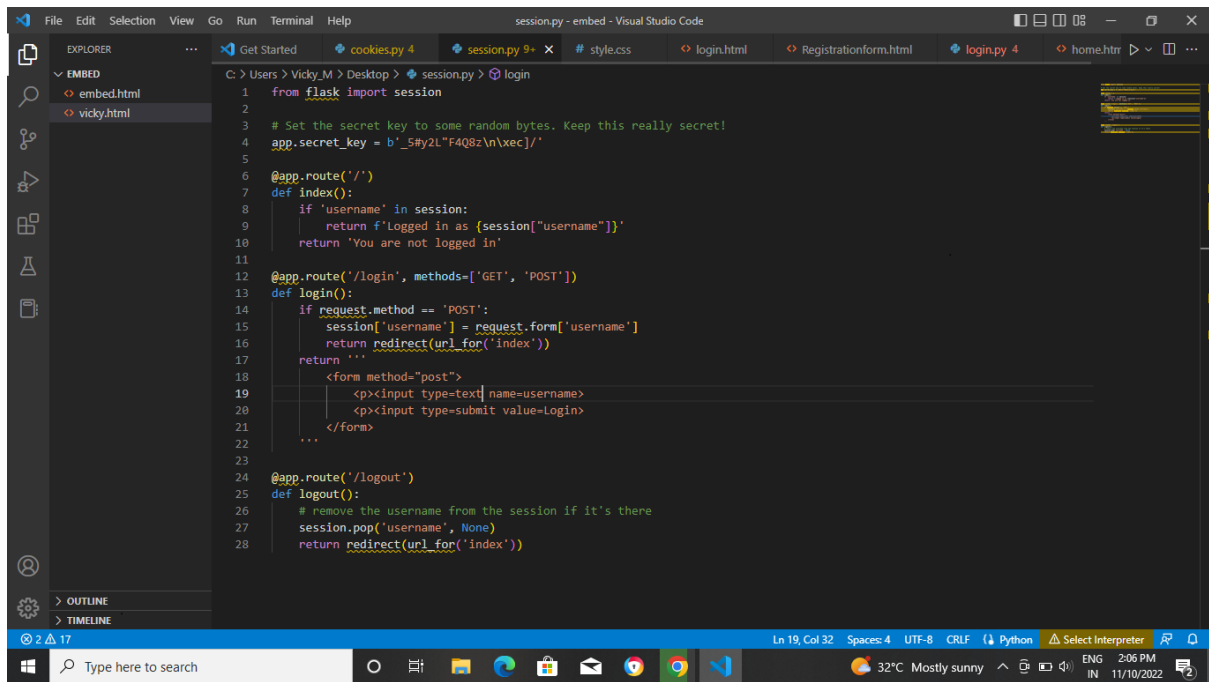 File Edit Selection View Go Run Terminal Help session.py - embed - Visual Studio Code
EXPLORER ... Get Started cookies.py 4 session.py 9+ # style.css <> login.html <> Registrationform.html login.py 4 <> home.htm ...
EMBED
C: > Users > Vicky_M > Desktop > session.py > login
<> embed.html
<> vicky.html
1 from flask import session
2
3 # Set the secret key to some random bytes. Keep this really secret!
4 app.secret_key = b'_5#y2L"F4Q8z\n\xec]/'
5
6 @app.route('/')
7 def index():
8 if 'username' in session:
9 return f'Logged in as {session["username"]}'
10 return 'You are not logged in'
11
12 @app.route('/login', methods=['GET', 'POST'])
13 def login():
14 if request.method == 'POST':
15 session['username'] = request.form['username']
16 return redirect(url_for('index'))
17 return '''
18 <form method="post">
19 <p><input type=text name=username>
20 <p><input type=submit value=Login>
21 </form>
22 '''
23
24 @app.route('/logout')
25 def logout():
26 # remove the username from the session if it's there
27 session.pop('username', None)
28 return redirect(url_for('index'))
> OUTLINE
> TIMELINE
2 17 Ln 19, Col 32 Spaces: 4 UTF-8 CRLF Python Select Interpreter
Type here to search 32°C Mostly sunny ENG IN 2:06 PM 11/10/2022 2